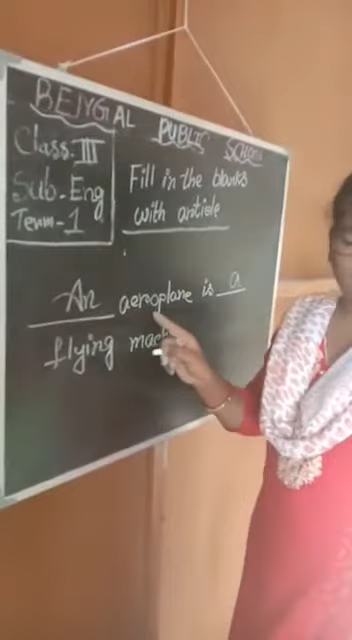 BENGAL PUBLIC SCHOOL
Class: III
Sub. Eng
Term-1
Fill in the blanks
with article
An aeroplane is a
flying mach